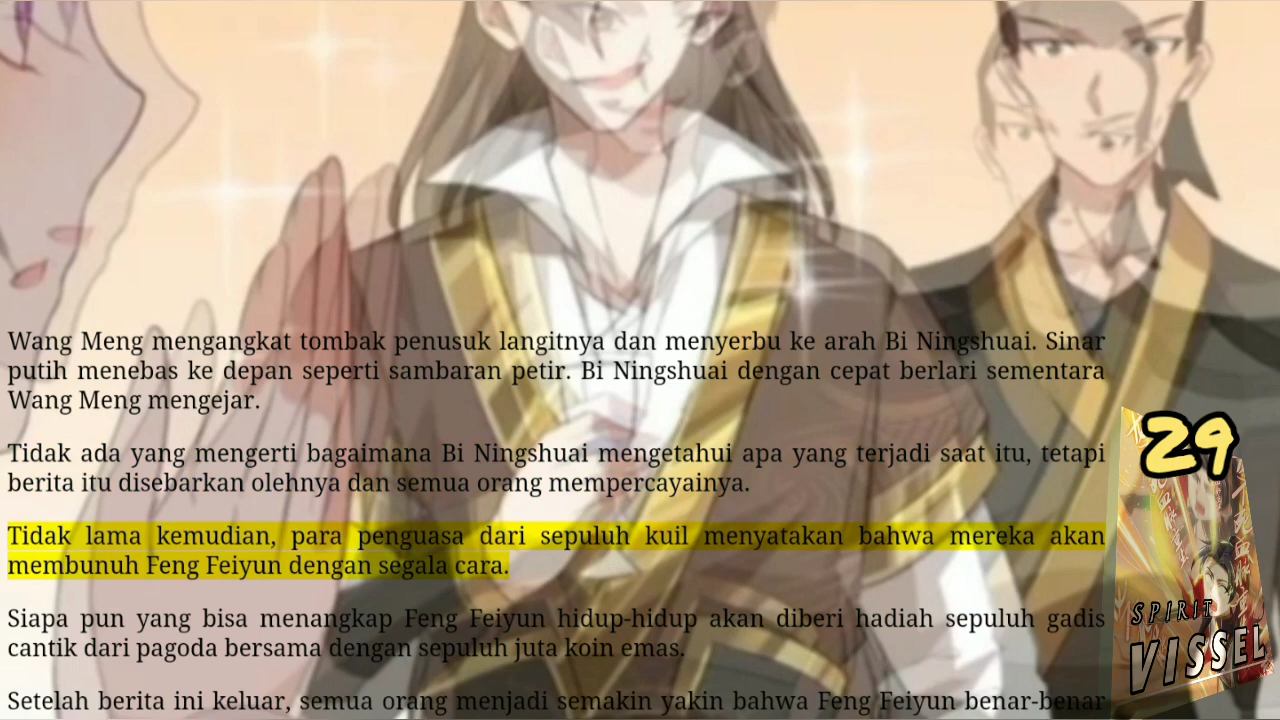 Wang Meng mengangkat tombak penusuk langitnya dan menyerbu ke arah Bi Ningshuai. Sinar
putih menebas ke depan seperti sambaran petir. Bi Ningshuai dengan cepat berlari sementara
Wang Meng mengejar.
Tidak ada yang mengerti bagaimana Bi Ningshuai mengetahui apa yang terjadi saat itu, tetapi
berita itu disebarkan olehnya dan semua orang mempercayainya.
Tidak lama kemudian, para penguasa dari sepuluh kuil menyatakan bahwa mereka akan
membunuh Feng Feiyun dengan segala cara.
Siapa pun yang bisa menangkap Feng Feiyun hidup-hidup akan diberi hadiah sepuluh gadis
cantik dari pagoda bersama dengan sepuluh juta koin emas.
Setelah berita ini keluar, semua orang menjadi semakin yakin bahwa Feng Feiyun benar-benar
29
SPIRIT
VISSEL